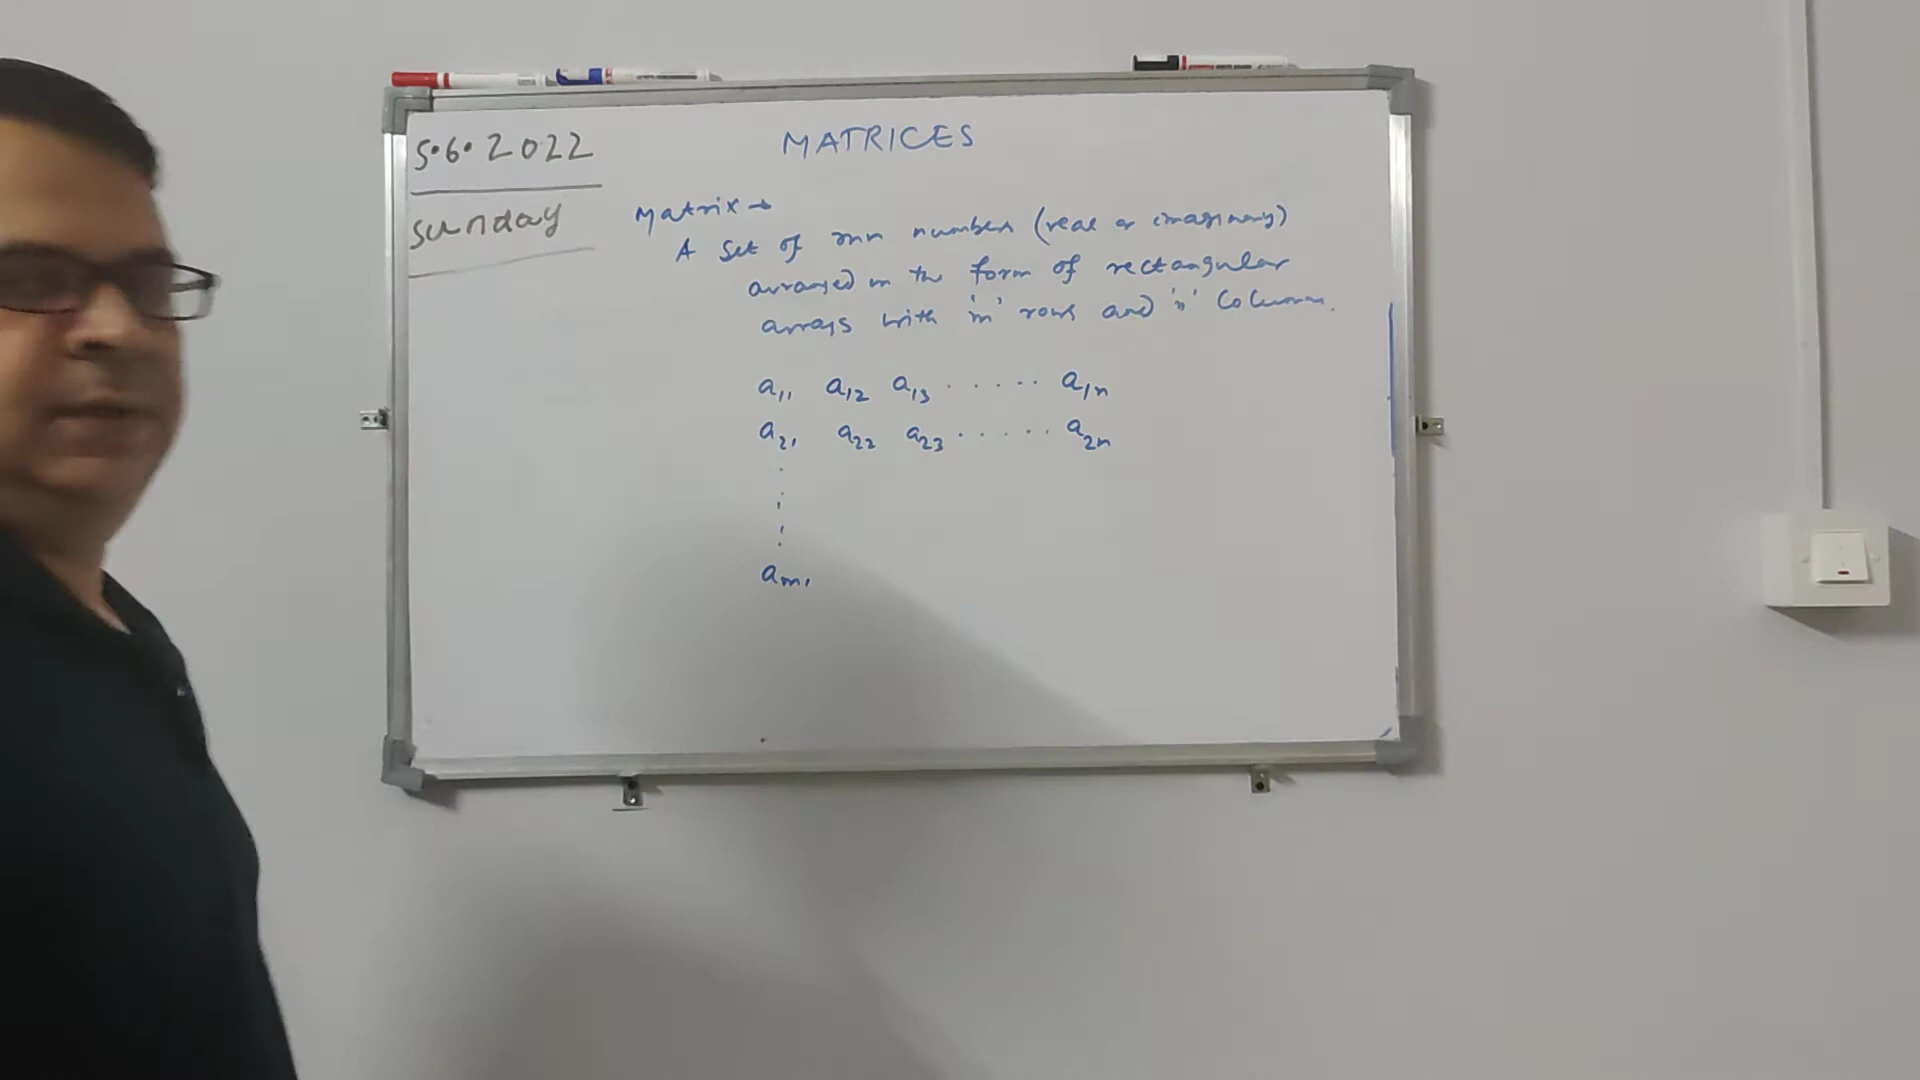 5.6.2022
Sunday
MATRICES
Matrix →
A set of mn numbers (real or imaginary)
arranged in the form of rectangular
arrays with 'm' rows and 'n' columns.
a₁₁ a₁₂ a₁₃ ..... a₁ₙ
a₂₁ a₂₂ a₂₃ ..... a₂ₙ
.
.
.
.
.
aₘ₁